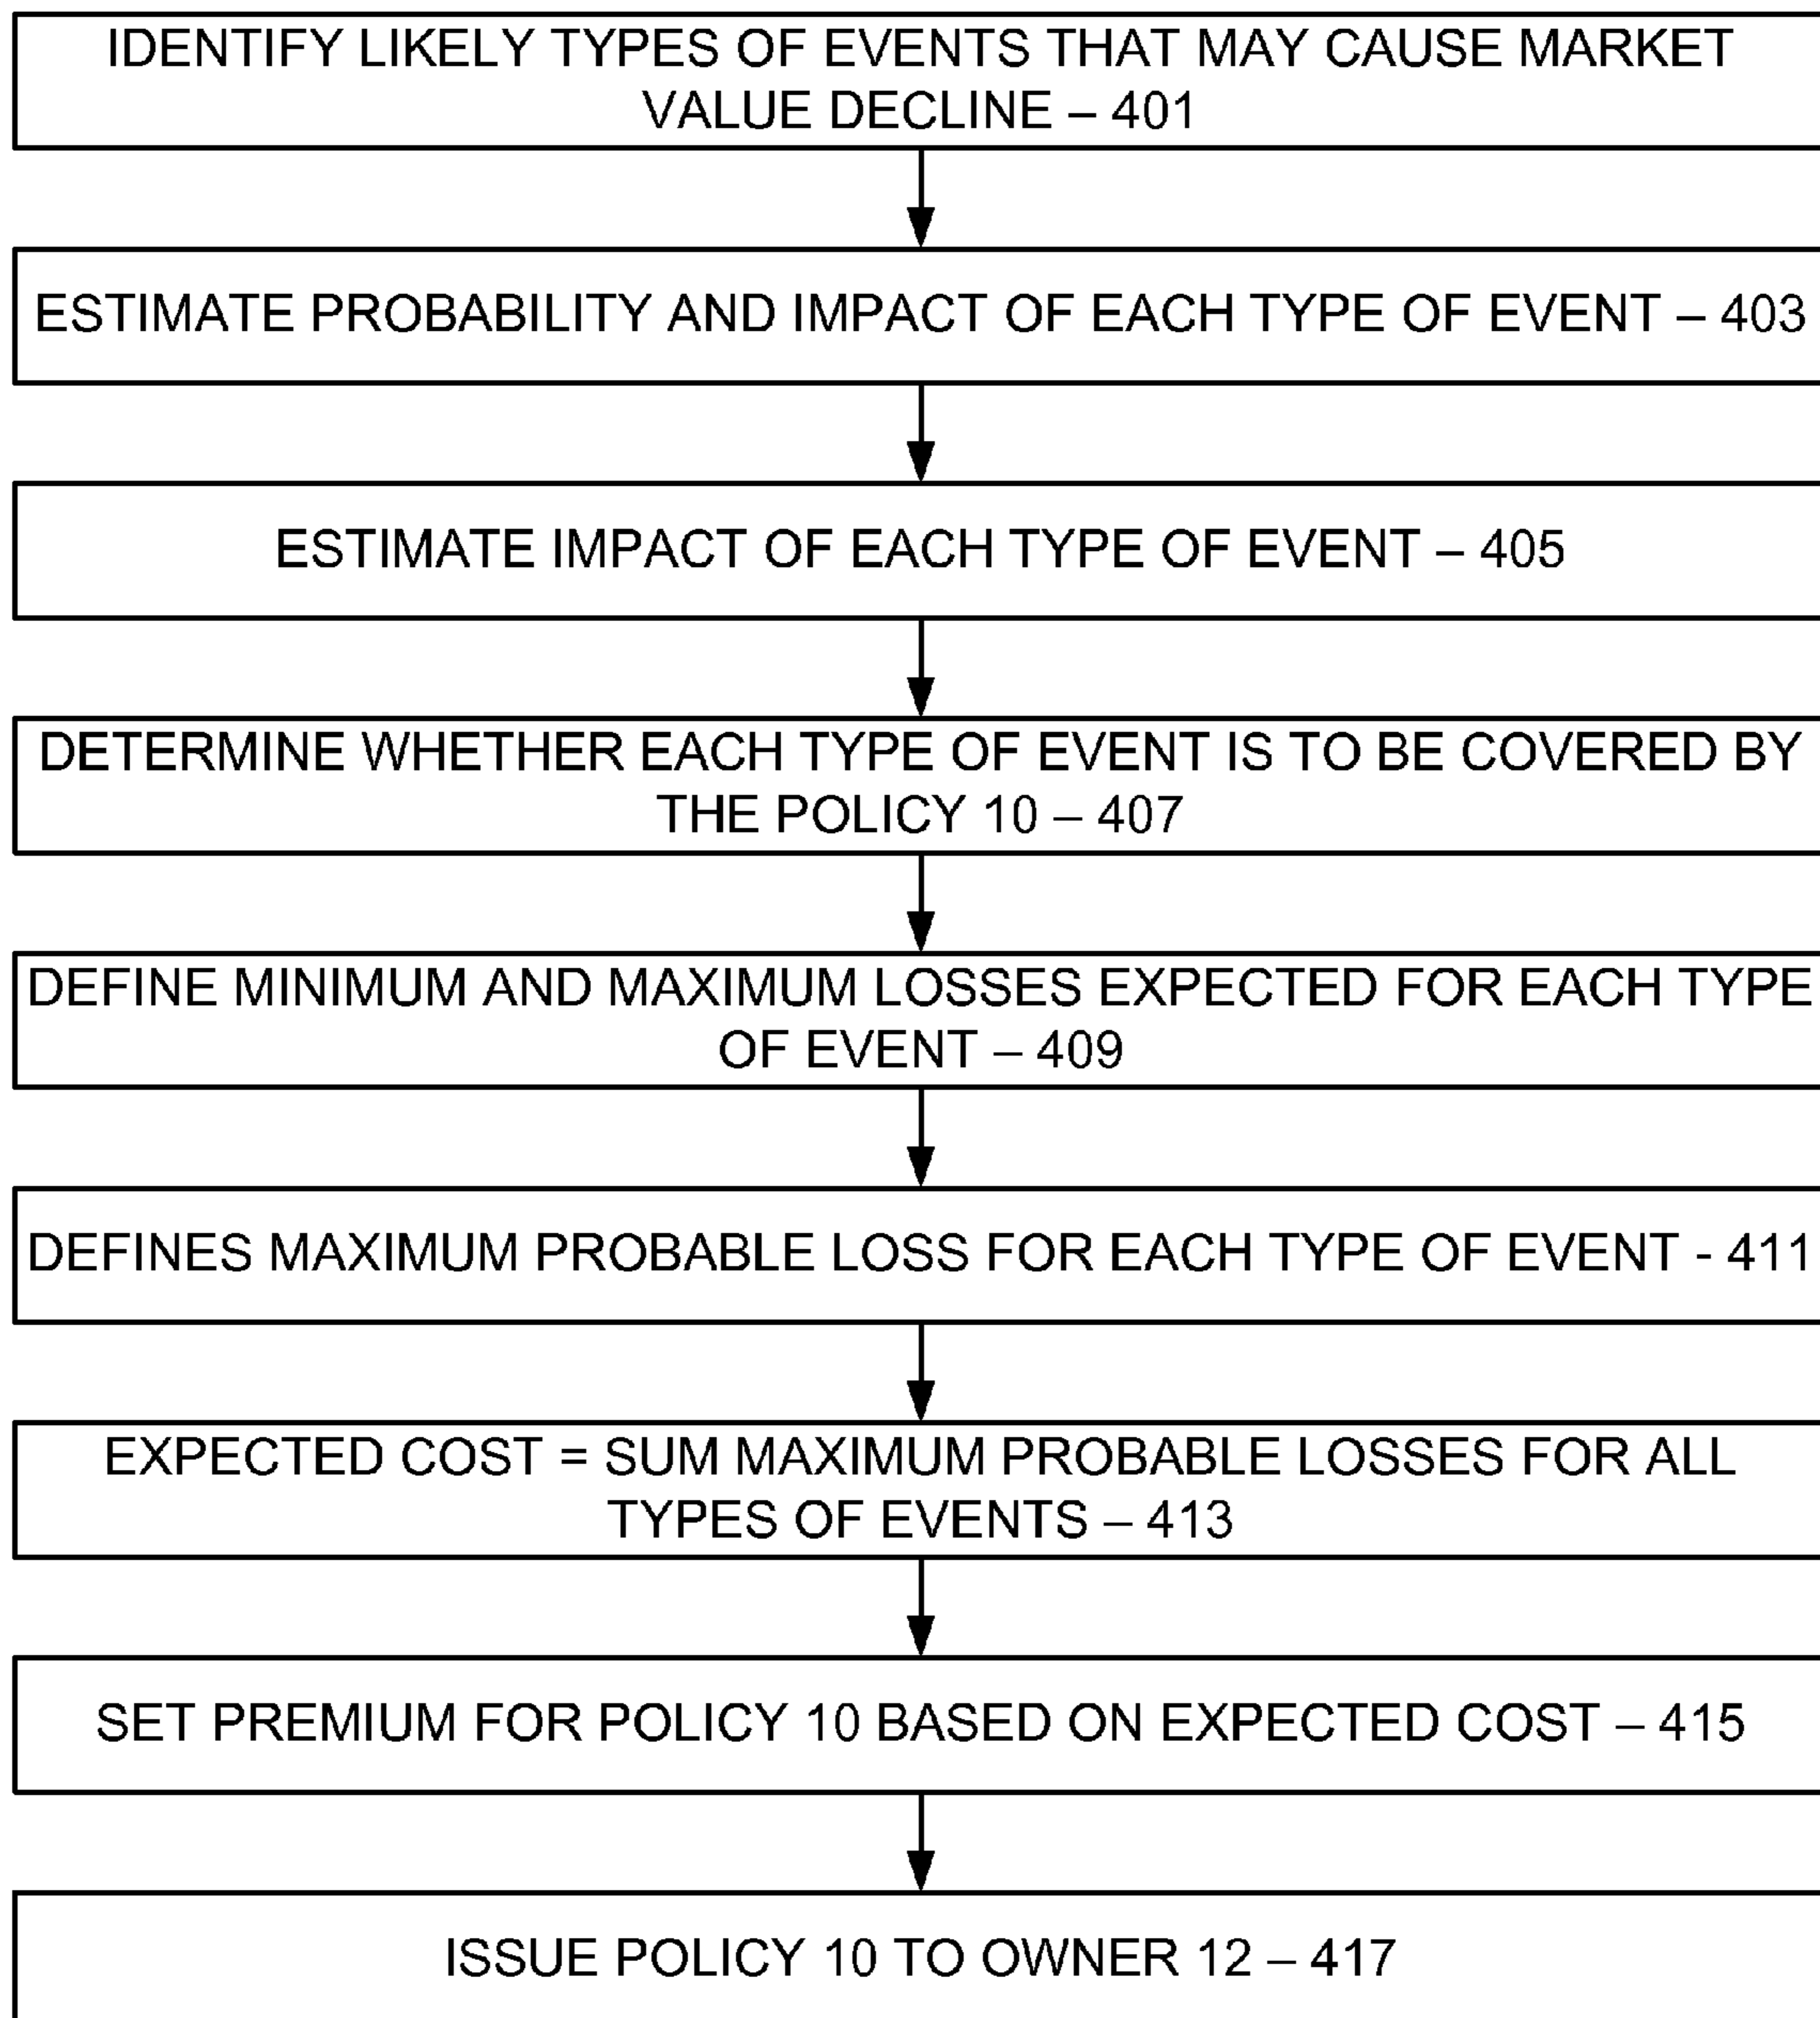 IDENTIFY LIKELY TYPES OF EVENTS THAT MAY CAUSE MARKET
VALUE DECLINE – 401
ESTIMATE PROBABILITY AND IMPACT OF EACH TYPE OF EVENT – 403
ESTIMATE IMPACT OF EACH TYPE OF EVENT – 405
DETERMINE WHETHER EACH TYPE OF EVENT IS TO BE COVERED BY
THE POLICY 10 – 407
DEFINE MINIMUM AND MAXIMUM LOSSES EXPECTED FOR EACH TYPE
OF EVENT – 409
DEFINES MAXIMUM PROBABLE LOSS FOR EACH TYPE OF EVENT - 411
EXPECTED COST = SUM MAXIMUM PROBABLE LOSSES FOR ALL
TYPES OF EVENTS – 413
SET PREMIUM FOR POLICY 10 BASED ON EXPECTED COST – 415
ISSUE POLICY 10 TO OWNER 12 – 417